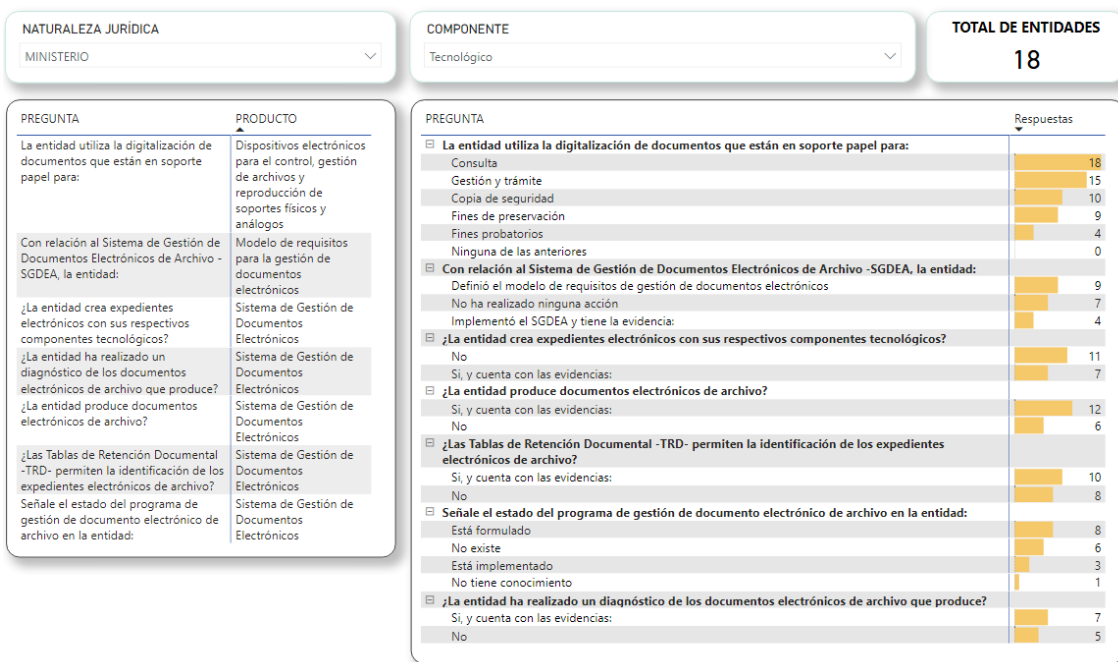 NATURALEZA JURÍDICA
MINISTERIO
COMPONENTE
Tecnológico
TOTAL DE ENTIDADES
18
PREGUNTA PRODUCTO
La entidad utiliza la digitalización de Dispositivos electrónicos
documentos que están en soporte para el control, gestión
papel para: de archivos y
reproducción de
soportes físicos y
análogos
Con relación al Sistema de Gestión de Modelo de requisitos
Documentos Electrónicos de Archivo - para la gestión de
SGDEA, la entidad: documentos
electrónicos
¿La entidad crea expedientes Sistema de Gestión de
electrónicos con sus respectivos Documentos
componentes tecnológicos? Electrónicos
¿La entidad ha realizado un Sistema de Gestión de
diagnóstico de los documentos Documentos
electrónicos de archivo que produce? Electrónicos
¿La entidad produce documentos Sistema de Gestión de
electrónicos de archivo? Documentos
Electrónicos
¿Las Tablas de Retención Documental Sistema de Gestión de
-TRD- permiten la identificación de los Documentos
expedientes electrónicos de archivo? Electrónicos
Señale el estado del programa de Sistema de Gestión de
gestión de documento electrónico de Documentos
archivo en la entidad: Electrónicos
PREGUNTA Respuestas
La entidad utiliza la digitalización de documentos que están en soporte papel para:
Consulta 18
Gestión y trámite 15
Copia de seguridad 10
Fines de preservación 9
Fines probatorios 4
Ninguna de las anteriores 0
Con relación al Sistema de Gestión de Documentos Electrónicos de Archivo -SGDEA, la entidad:
Definió el modelo de requisitos de gestión de documentos electrónicos 9
No ha realizado ninguna acción 7
Implementó el SGDEA y tiene la evidencia: 4
¿La entidad crea expedientes electrónicos con sus respectivos componentes tecnológicos?
No 11
Si, y cuenta con las evidencias: 7
¿La entidad produce documentos electrónicos de archivo?
Si, y cuenta con las evidencias: 12
No 6
¿Las Tablas de Retención Documental -TRD- permiten la identificación de los expedientes
electrónicos de archivo?
Si, y cuenta con las evidencias: 10
No 8
Señale el estado del programa de gestión de documento electrónico de archivo en la entidad:
Está formulado 8
No existe 6
Está implementado 3
No tiene conocimiento 1
¿La entidad ha realizado un diagnóstico de los documentos electrónicos de archivo que produce?
Si, y cuenta con las evidencias: 7
No 5